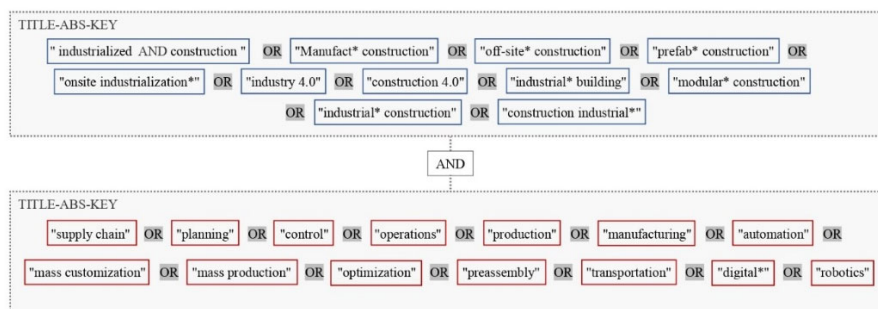 TITLE-ABS-KEY
" industrialized AND construction " OR "Manufact* construction" OR "off-site* construction" OR "prefab* construction" OR
"onsite industrialization*" OR "industry 4.0" OR "construction 4.0" OR "industrial* building" OR "modular* construction"
OR "industrial* construction" OR "construction industrial*"
AND
TITLE-ABS-KEY
"supply chain" OR "planning" OR "control" OR "operations" OR "production" OR "manufacturing" OR "automation" OR
"mass customization" OR "mass production" OR "optimization" OR "preassembly" OR "transportation" OR "digital*" OR "robotics"